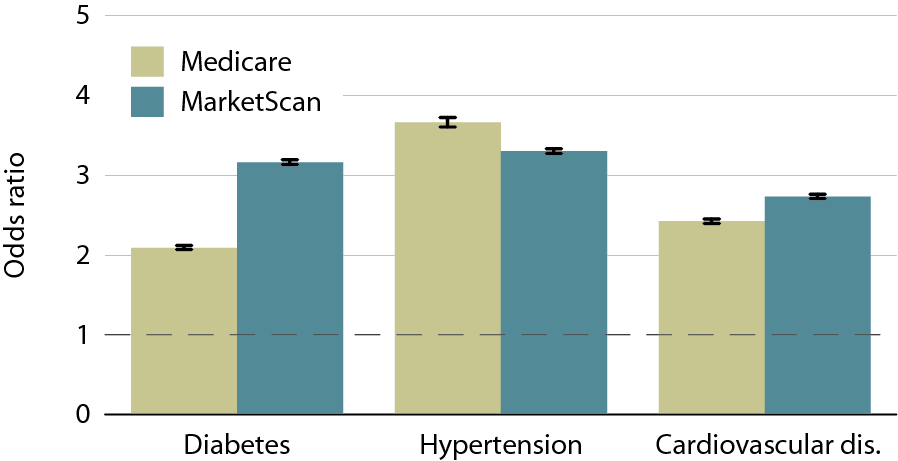 5
Medicare
4
MarketScan
3
Odds ratio
2
1
0
Diabetes
Hypertension
Cardiovascular dis.